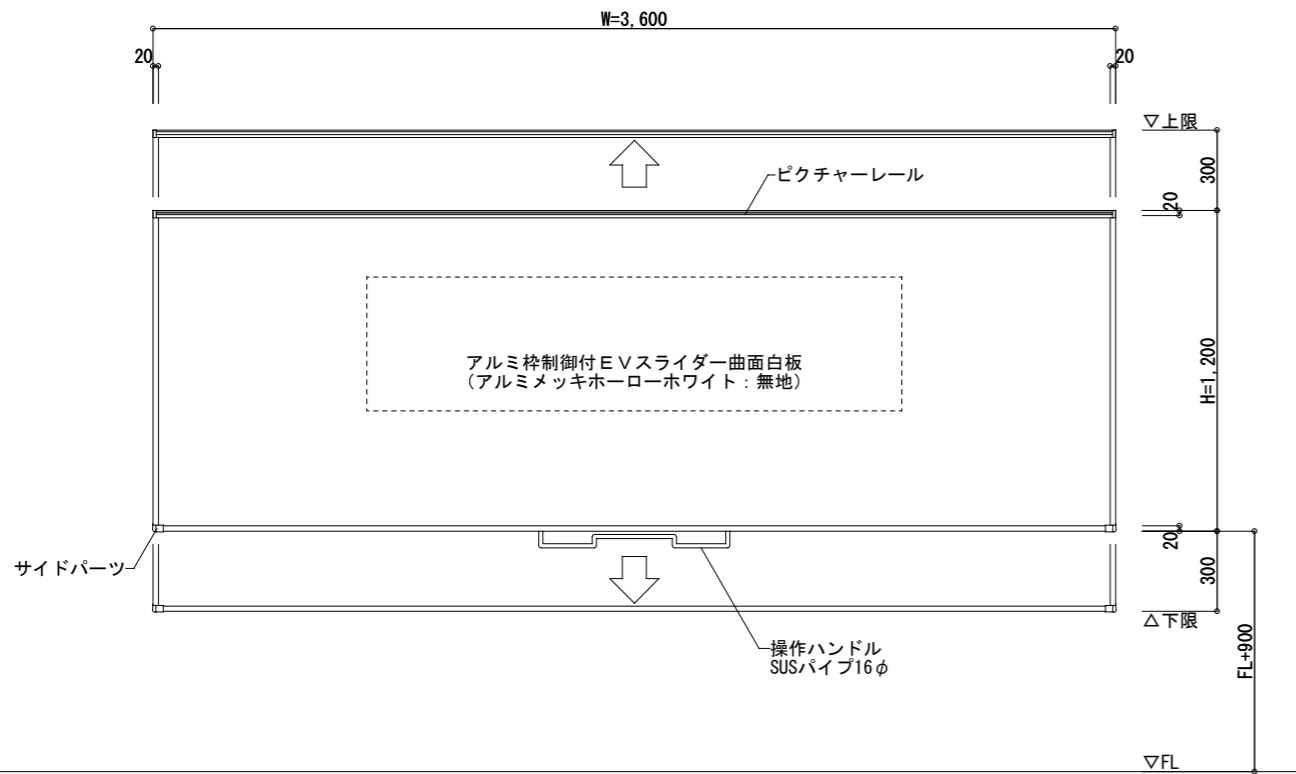 W=3,600
20
20
▽上限
300
ピクチャーレール
20
アルミ枠制御付ＥＶスライダー曲面白板
（アルミメッキホーローホワイト：無地）
H=1,200
サイドパーツ
20
300
△下限
操作ハンドル
SUSパイプ16φ
FL+900
▽FL